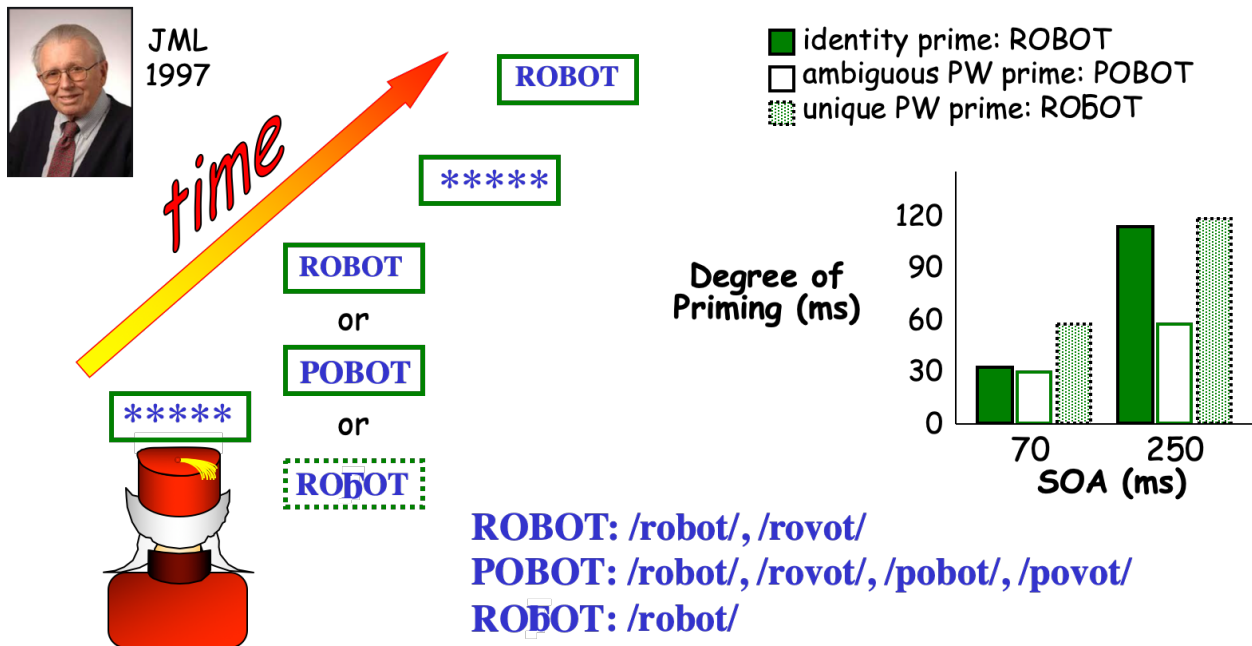 JML
1997
time
ROBOT
*****
ROBOT
or
POBOT
or
ROБOT
*****
identity prime: ROBOT
ambiguous PW prime: POBOT
unique PW prime: ROБOT
Degree of
Priming (ms)
120
90
60
30
0
70 250
SOA (ms)
ROBOT: /robot/, /rovot/
POBOT: /robot/, /rovot/, /pobot/, /povot/
ROБOT: /robot/